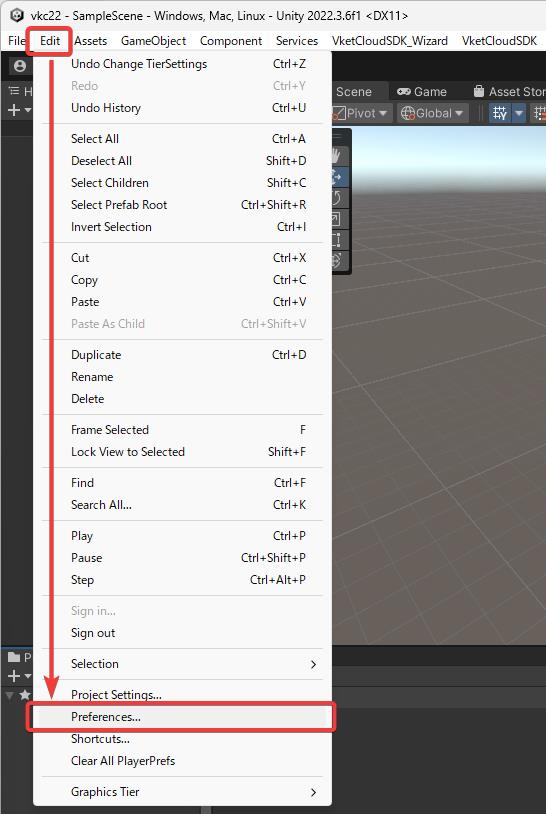 vkc22 - SampleScene - Windows, Mac, Linux - Unity 2022.3.6f1 <DX11>
File Edit Assets GameObject Component Services VketCloudSDK_Wizard VketCloudSDK
Scene Game Asset Stor
Pivot Global
Undo Change TierSettings Ctrl+Z
Redo Ctrl+Y
Undo History Ctrl+U
Select All Ctrl+A
Deselect All Shift+D
Select Children Shift+C
Select Prefab Root Ctrl+Shift+R
Invert Selection Ctrl+I
Cut Ctrl+X
Copy Ctrl+C
Paste Ctrl+V
Paste As Child Ctrl+Shift+V
Duplicate Ctrl+D
Rename
Delete
Frame Selected F
Lock View to Selected Shift+F
Find Ctrl+F
Search All... Ctrl+K
Play Ctrl+P
Pause Ctrl+Shift+P
Step Ctrl+Alt+P
Sign in...
Sign out
Selection
Project Settings...
Preferences...
Shortcuts...
Clear All PlayerPrefs
Graphics Tier